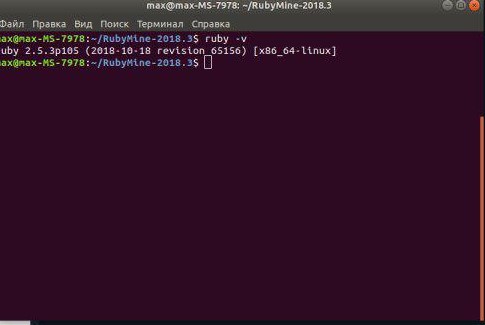 max@max-MS-7978: ~/RubyMine-2018.3
Файл Правка Вид Поиск Терминал Справка
max@max-MS-7978:~/RubyMine-2018.3$ ruby -v
ruby 2.5.3p105 (2018-10-18 revision 65156) [x86_64-linux]
max@max-MS-7978:~/RubyMine-2018.3$